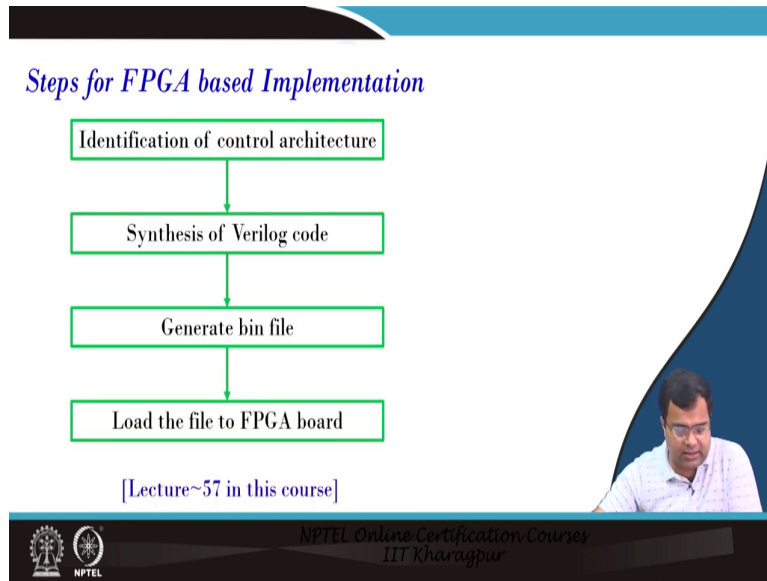 Steps for FPGA based Implementation
Identification of control architecture
Synthesis of Verilog code
Generate bin file
Load the file to FPGA board
[Lecture~57 in this course]
NPTEL Online Certification Courses
IIT Kharagpur
NPTEL